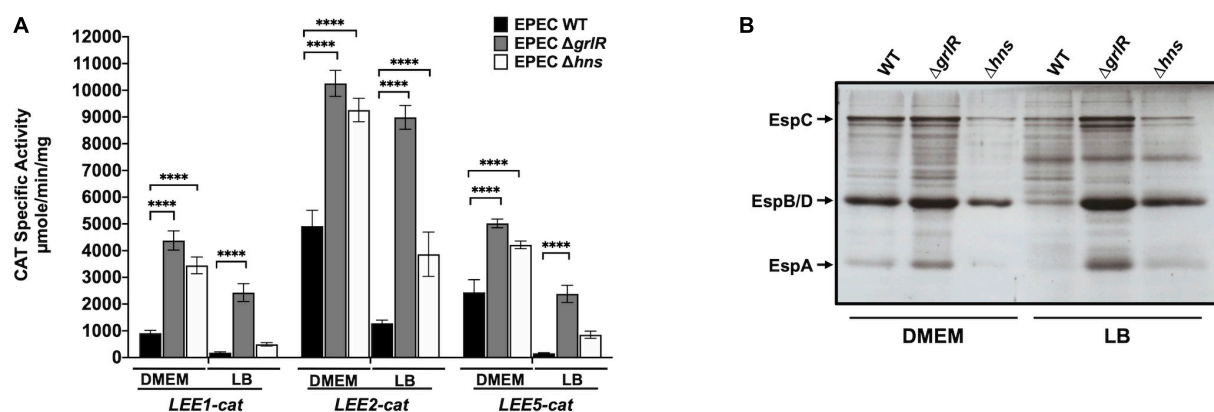 A
CAT Specific Activity
µmole/min/mg
12000
11000
10000
9000
8000
7000
6000
5000
4000
3000
2000
1000
0
EPEC WT
EPEC ΔgrlR
EPEC Δhns
**** ****
**** ****
**** ****
**** ****
**** ****
**** ****
****
DMEM LB DMEM LB DMEM LB
LEE1-cat LEE2-cat LEE5-cat
B
WT ΔgrlR Δhns WT ΔgrlR Δhns
EspC
EspB/D
EspA
DMEM LB